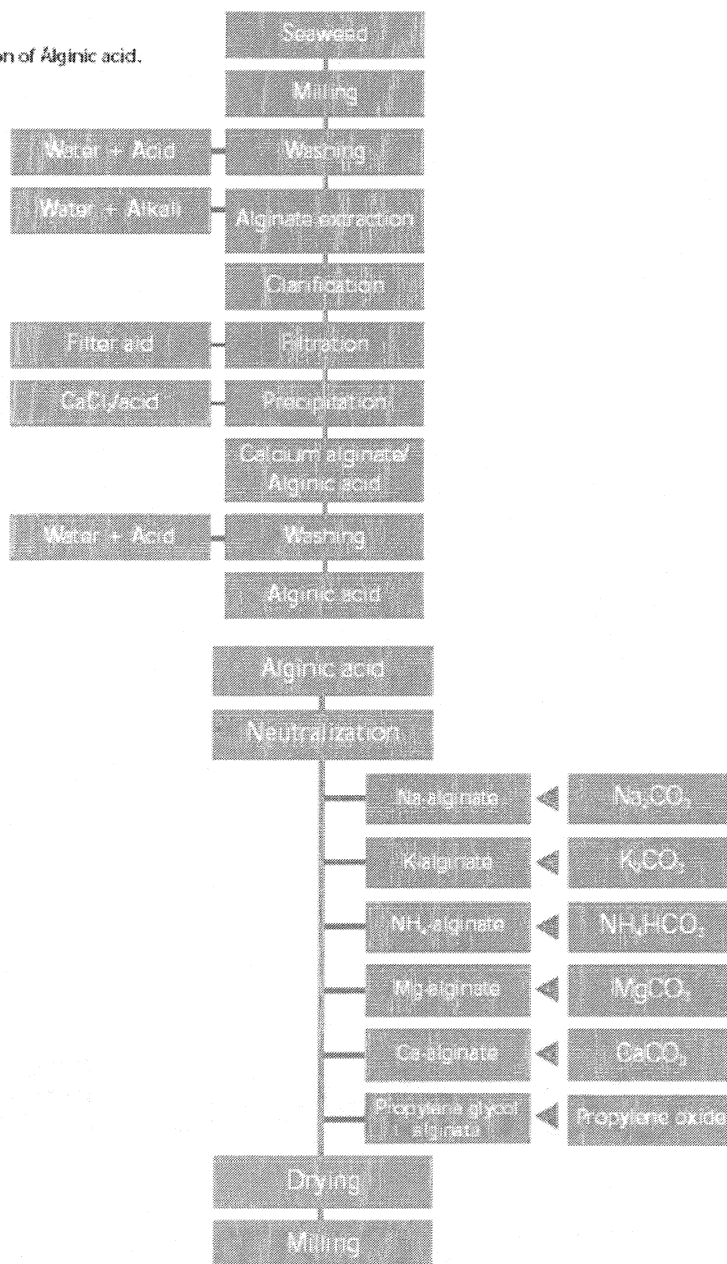 on of Alginic acid.
Seaweed
Milling
Water + Acid
Washing
Water + Alkali
Alginate extraction
Clarification
Filter aid
Filtration
CaCl₂/acid
Precipitation
Calcium alginate/
Alginic acid
Water + Acid
Washing
Alginic acid
Alginic acid
Neutralization
Na-alginate
Na₂CO₃
K-alginate
K₂CO₃
NH₄-alginate
NH₄HCO₃
Mg-alginate
MgCO₃
Ca-alginate
CaCO₃
Propylene glycol
alginate
Propylene oxide
Drying
Milling